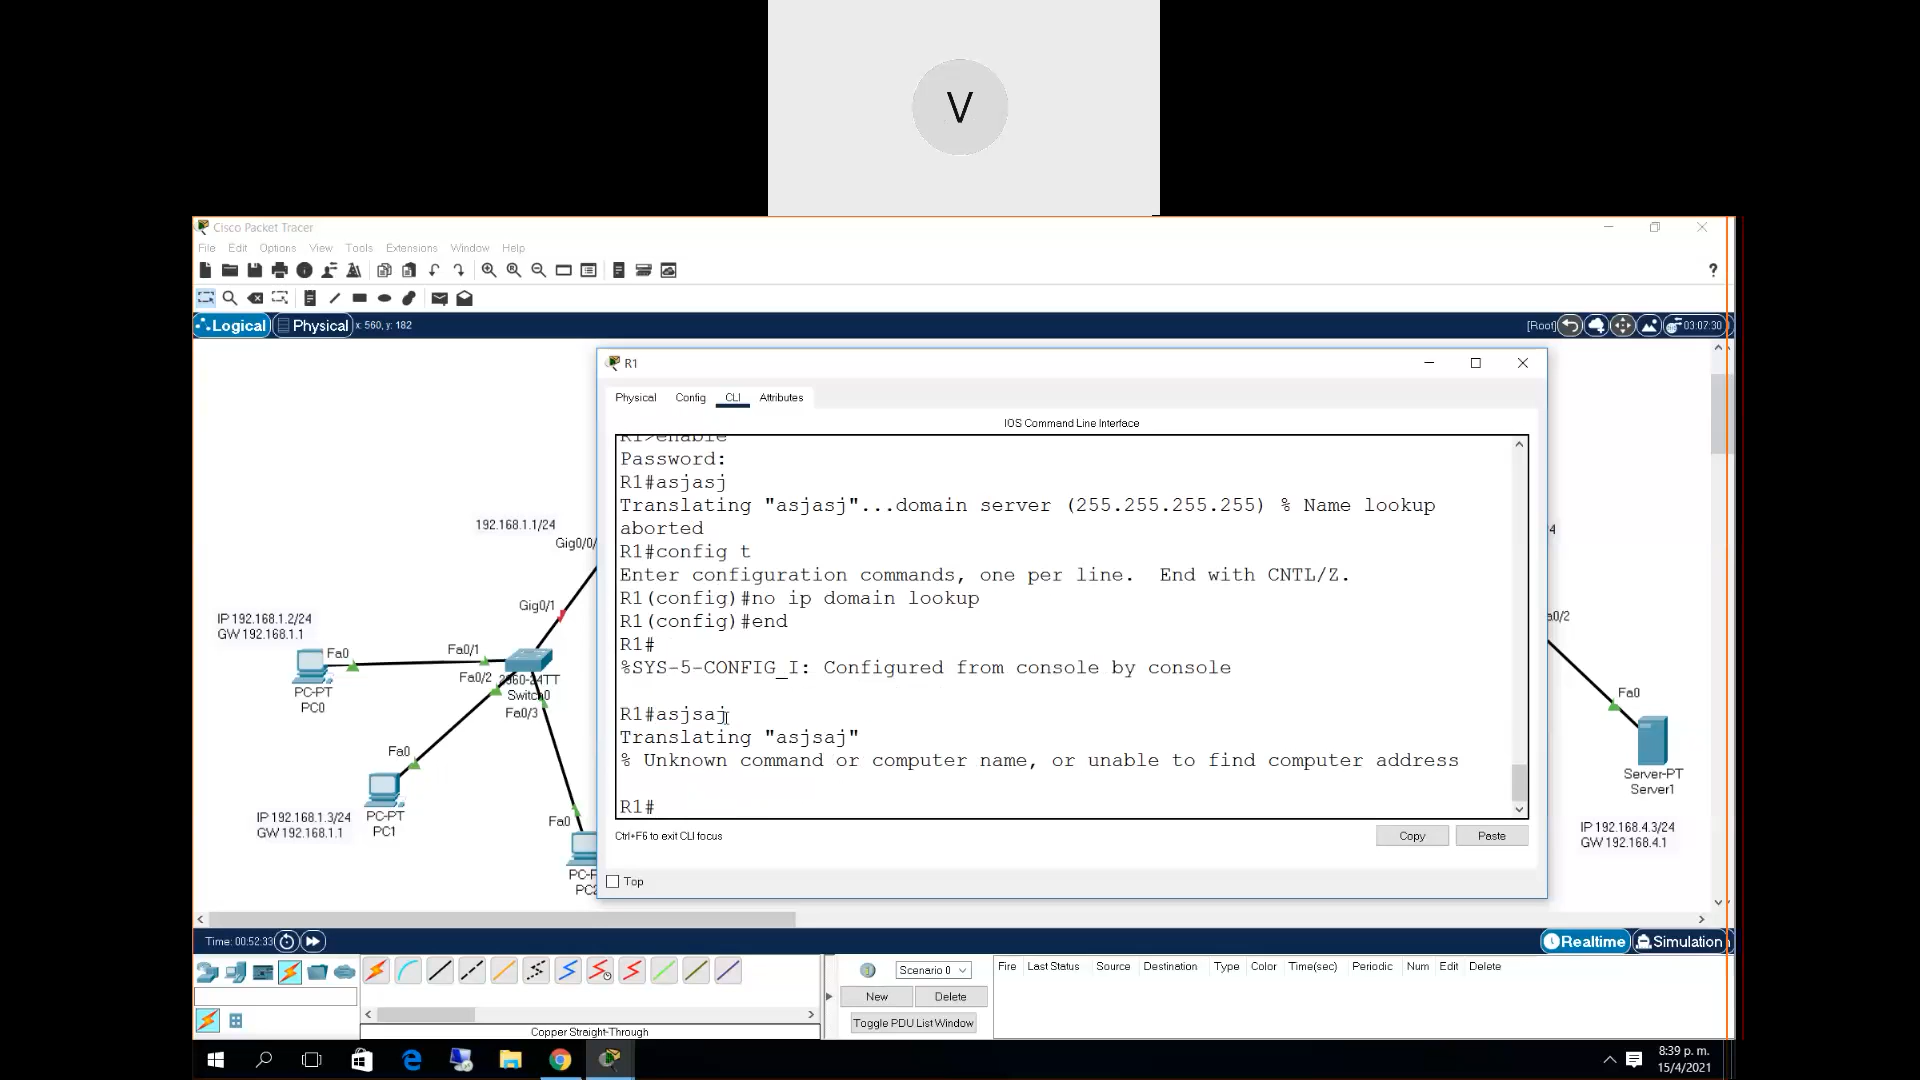 V
Cisco Packet Tracer
File Edit Options View Tools Extensions Window Help
?
Logical Physical x: 560, y: 182
[Root] 03:07:30
R1
Physical Config CLI Attributes
IOS Command Line Interface
R1>enable
Password:
R1#asjasj
Translating "asjasj"...domain server (255.255.255.255) % Name lookup
aborted
R1#config t
Enter configuration commands, one per line.  End with CNTL/Z.
R1(config)#no ip domain lookup
R1(config)#end
R1#
%SYS-5-CONFIG_I: Configured from console by console
R1#asjsaj
Translating "asjsaj"
% Unknown command or computer name, or unable to find computer address
R1#
Ctrl+F6 to exit CLI focus
Copy Paste
Top
192.168.1.1/24
Gig0/0/
Gig0/1
IP 192.168.1.2/24
GW 192.168.1.1
Fa0
Fa0/1
Fa0/2
2960-24TT
Switch0
Fa0/3
PC-PT
PC0
Fa0
PC-PT
PC1
IP 192.168.1.3/24
GW 192.168.1.1
Fa0
4
a0/2
Fa0
Server-PT
Server1
IP 192.168.4.3/24
GW 192.168.4.1
Time: 00:52:33
Realtime Simulation
Scenario 0
New Delete
Toggle PDU List Window
Fire Last Status Source Destination Type Color Time(sec) Periodic Num Edit Delete
Copper Straight-Through
8:39 p. m.
15/4/2021